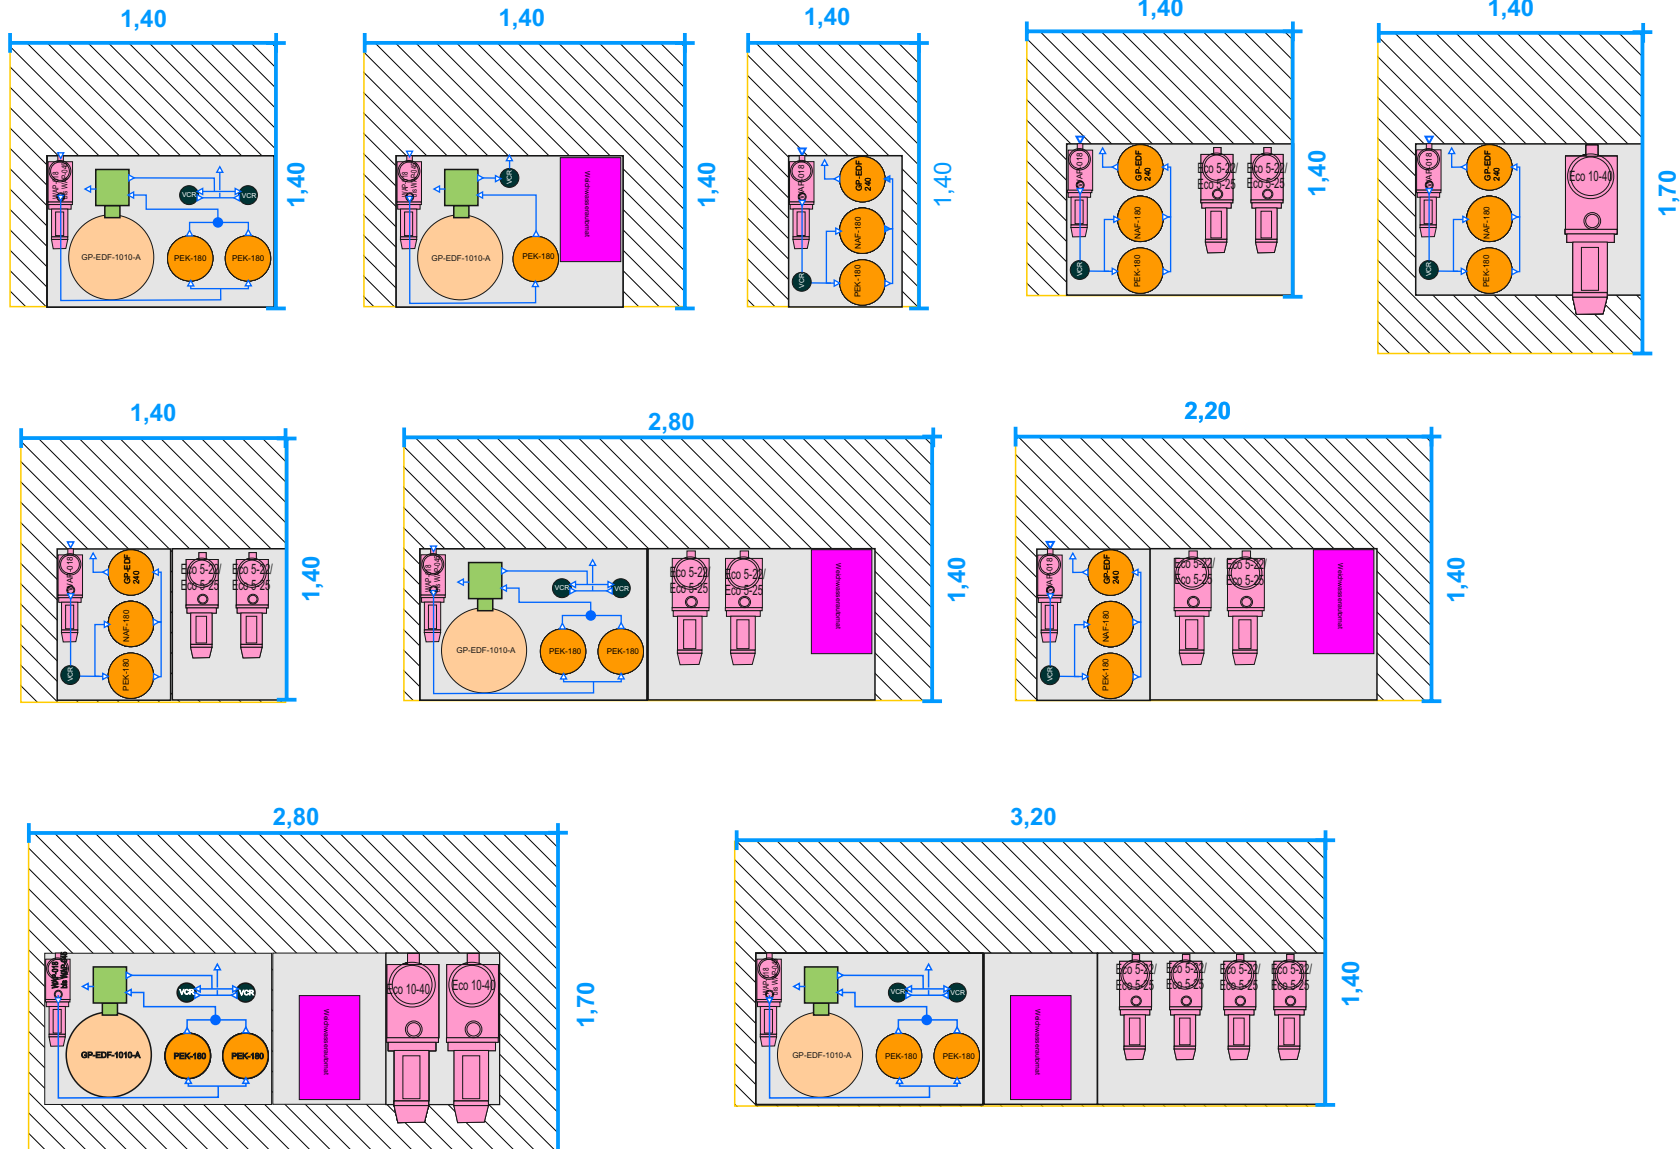 1,40
1,40
1,40
1,40
1,40
1,40
1,40
1,40
1,40
1,70
VCR
VCR
GP-EDF-1010-A
PEK-180
PEK-180
VCR
GP-EDF-1010-A
PEK-180
GP-EDF
240
NAF-180
PEK-180
VCR
GP-EDF
240
NAF-180
PEK-180
VCR
Eco 5-22/
Eco 5-25
Eco 5-22/
Eco 5-25
GP-EDF
240
NAF-180
PEK-180
VCR
Eco 10-40
1,40
2,80
2,20
1,40
1,40
1,40
GP-EDF
240
NAF-180
PEK-180
VCR
Eco 5-22/
Eco 5-25
Eco 5-22/
Eco 5-25
VCR
VCR
GP-EDF-1010-A
PEK-180
PEK-180
Eco 5-22/
Eco 5-25
Eco 5-22/
Eco 5-25
GP-EDF
240
NAF-180
PEK-180
VCR
Eco 5-22/
Eco 5-25
Eco 5-22/
Eco 5-25
2,80
3,20
1,70
1,40
VCR
VCR
GP-EDF-1010-A
PEK-180
PEK-180
Eco 10-40
Eco 10-40
VCR
VCR
GP-EDF-1010-A
PEK-180
PEK-180
Eco 5-22/
Eco 5-25
Eco 5-22/
Eco 5-25
Eco 5-22/
Eco 5-25
Eco 5-22/
Eco 5-25